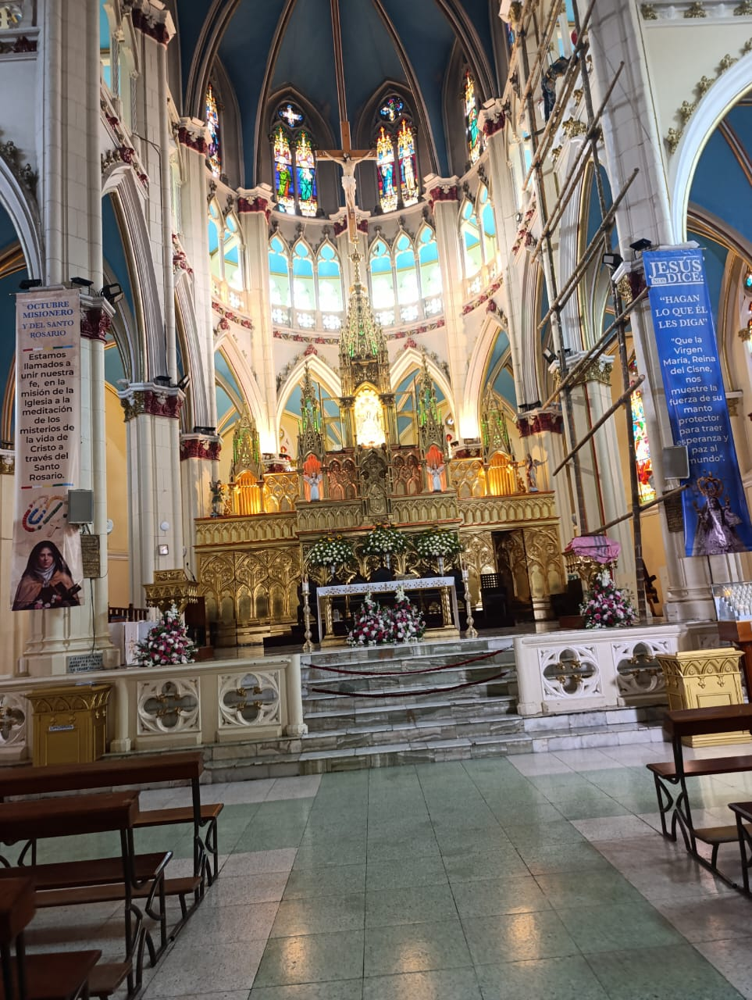 OCTUBRE
MISIONERO
Y DEL SANTO
ROSARIO
Estamos
llamados a
unir nuestra
fe, en la
misión de la
Iglesia a la
meditación
de los
misterios de
la vida de
Cristo a
través del
Santo
Rosario.
JESÚS
NOS DICE:
"HAGAN
LO QUE ÉL
LES DIGA"
"Que la
Virgen
María, Reina
del Cisne,
nos
muestre la
fuerza de su
manto
protector
para traer
esperanza y
paz al
mundo".